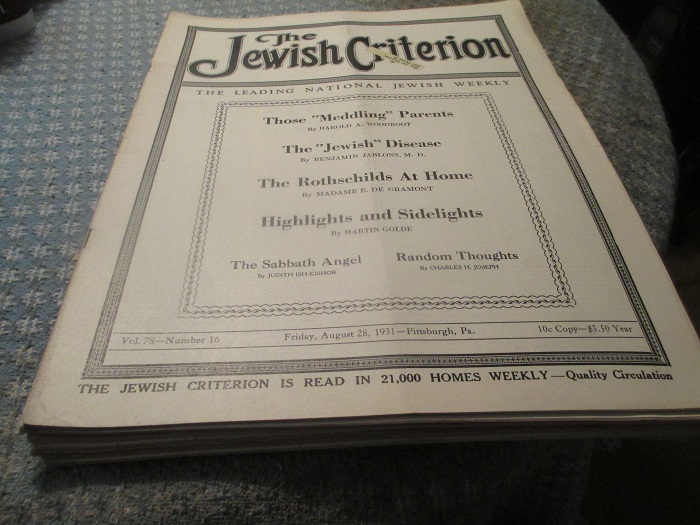 The
Jewish Criterion
THE LEADING NATIONAL JEWISH WEEKLY
Those "Meddling" Parents
By HAROLD A. WOODROOT
The "Jewish" Disease
By BENJAMIN JABLONS, M. D.
The Rothschilds At Home
By MADAME E. DE GRAMONT
Highlights and Sidelights
By MARTIN GOLDE
The Sabbath Angel
By JUDITH ISH-KISHOR
Random Thoughts
By CHARLES H. JOSEPH
Vol. 78—Number 16 Friday, August 28, 1931—Pittsburgh, Pa. 10c Copy—$3.50 Year
THE JEWISH CRITERION IS READ IN 21,000 HOMES WEEKLY—Quality Circulation